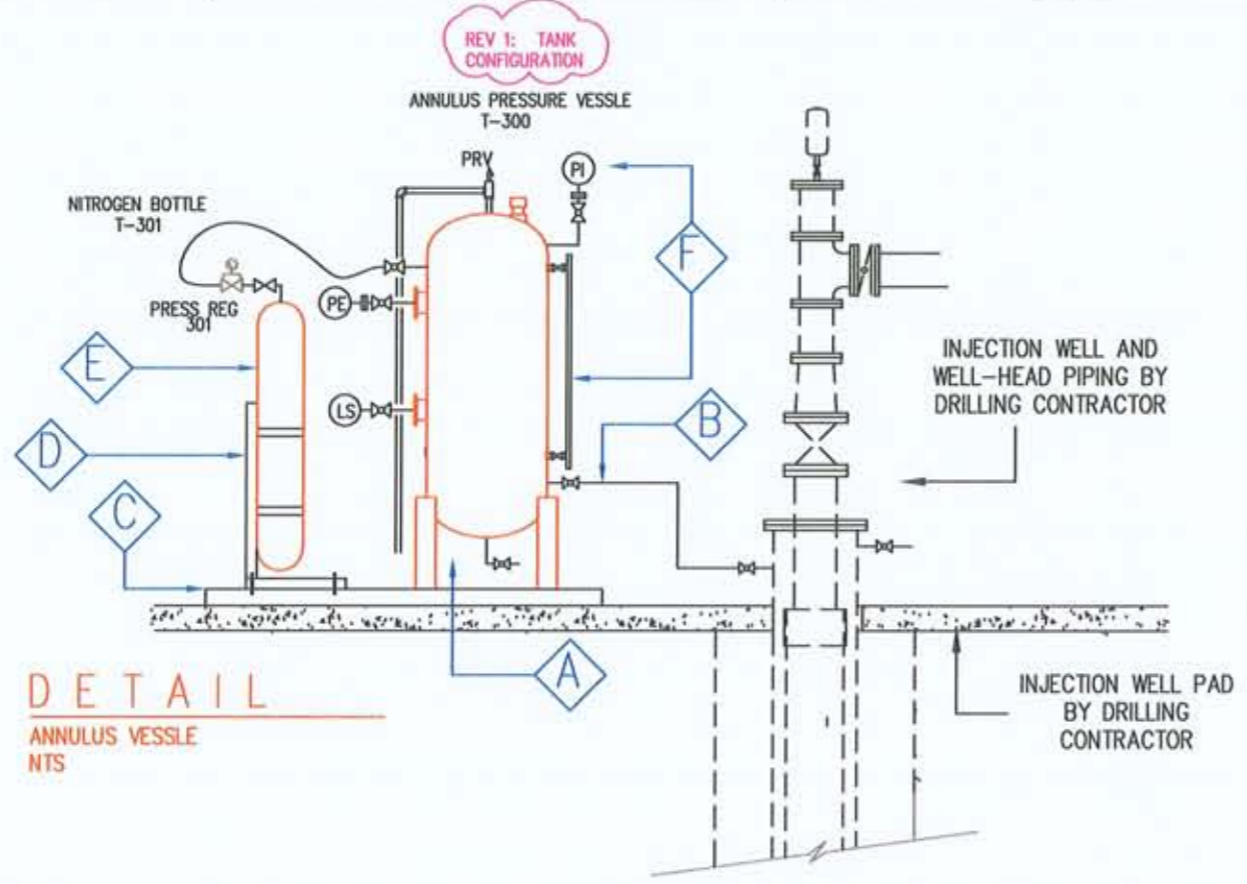 REV 1: TANK
CONFIGURATION
ANNULUS PRESSURE VESSLE
T-300
PRV
PI
NITROGEN BOTTLE
T-301
PRESS REG
301
PE
LS
F
E
D
C
B
A
INJECTION WELL AND
WELL-HEAD PIPING BY
DRILLING CONTRACTOR
INJECTION WELL PAD
BY DRILLING
CONTRACTOR
DETAIL
ANNULUS VESSLE
NTS